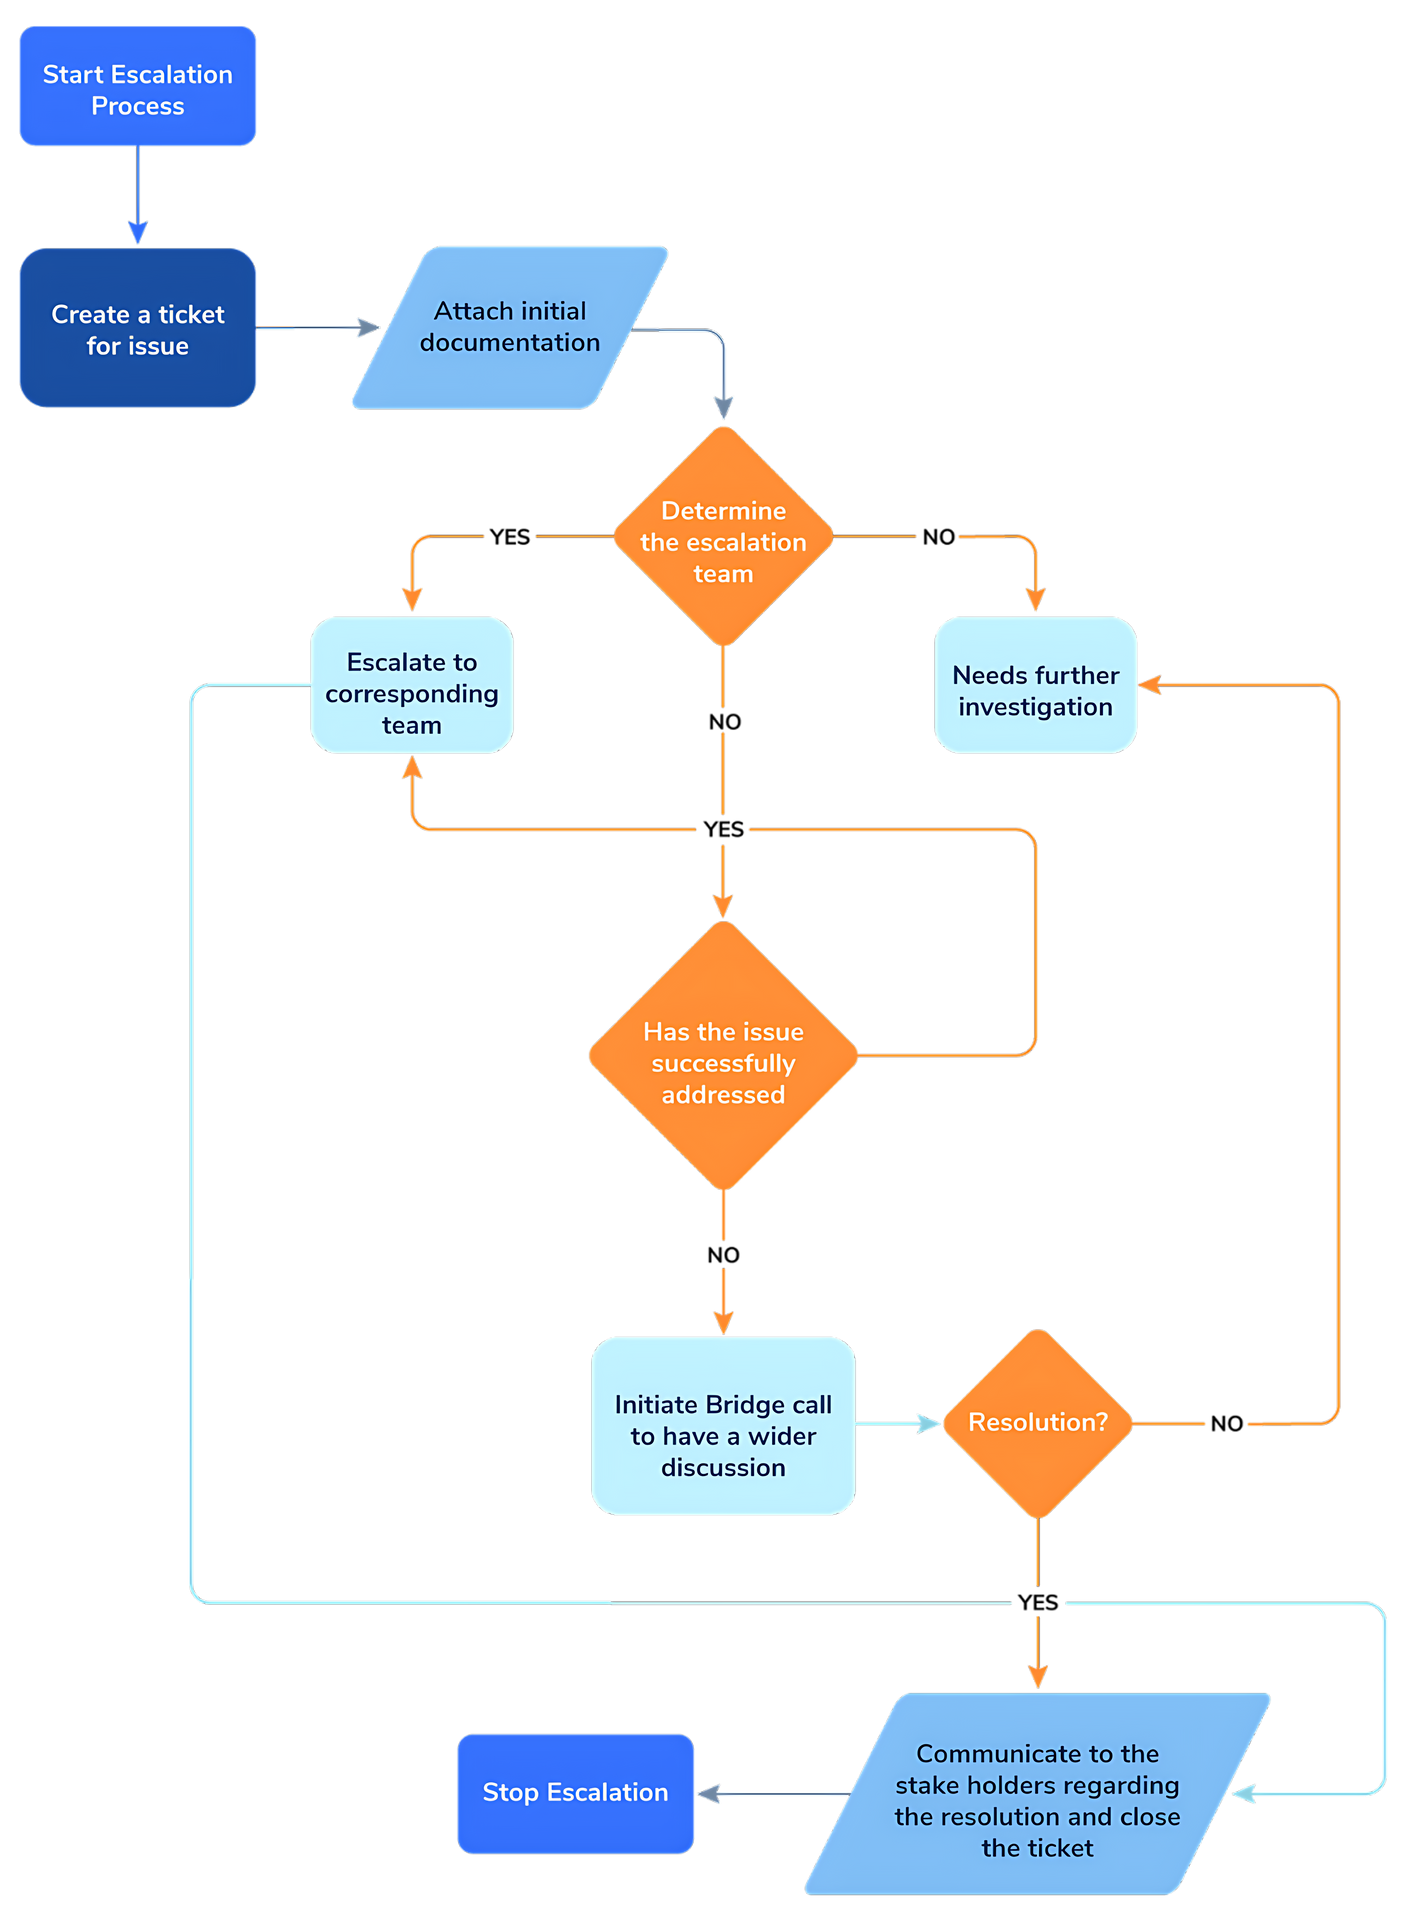 Start Escalation
Process
Create a ticket
for issue
Attach initial
documentation
Determine
the escalation
team
YES
NO
Escalate to
corresponding
team
Needs further
investigation
NO
YES
Has the issue
successfully
addressed
NO
Initiate Bridge call
to have a wider
discussion
Resolution?
NO
YES
Communicate to the
stake holders regarding
the resolution and close
the ticket
Stop Escalation